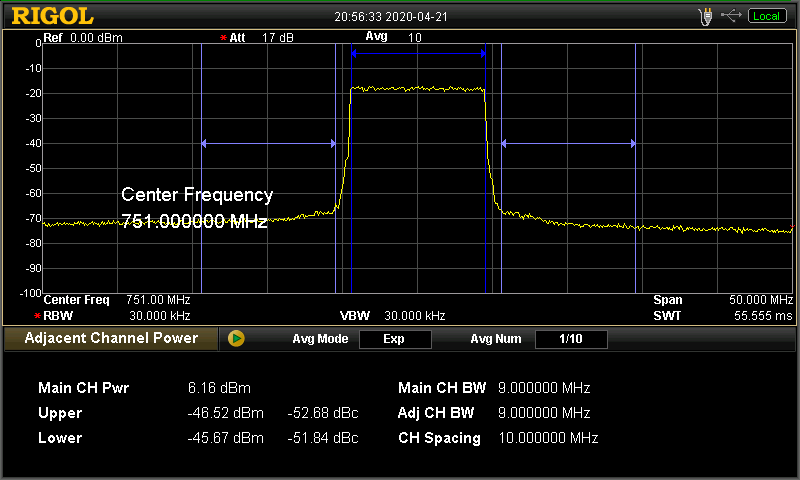 RIGOL 20:56:33 2020-04-21 Local
Ref 0.00 dBm * Att 17 dB Avg 10
0
-10
-20
-30
-40
-50
-60
Center Frequency
751.000000 MHz
-70
-80
-90
-100
Center Freq 751.00 MHz Span 50.000 MHz
*RBW 30.000 kHz VBW 30.000 kHz SWT 55.555 ms
Adjacent Channel Power Avg Mode Exp Avg Num 1/10
Main CH Pwr 6.16 dBm Main CH BW 9.000000 MHz
Upper -46.52 dBm -52.68 dBc Adj CH BW 9.000000 MHz
Lower -45.67 dBm -51.84 dBc CH Spacing 10.000000 MHz